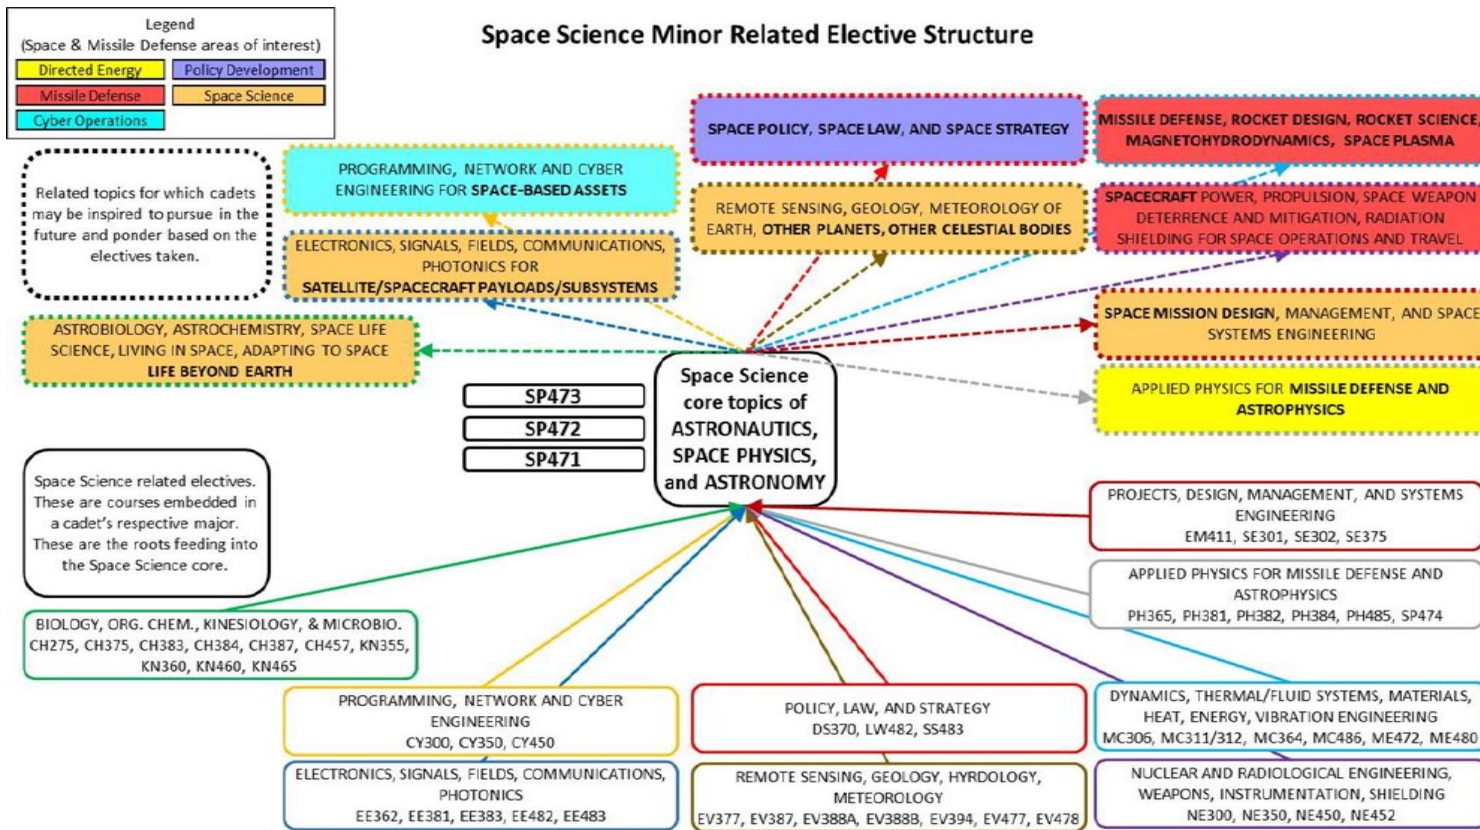 Space Science Minor Related Elective Structure
Legend
(Space & Missile Defense areas of interest)
Directed Energy
Policy Development
Missile Defense
Space Science
Cyber Operations
Related topics for which cadets
may be inspired to pursue in the
future and ponder based on the
electives taken.
PROGRAMMING, NETWORK AND CYBER
ENGINEERING FOR SPACE-BASED ASSETS
ELECTRONICS, SIGNALS, FIELDS, COMMUNICATIONS,
PHOTONICS FOR
SATELLITE/SPACECRAFT PAYLOADS/SUBSYSTEMS
ASTROBIOLOGY, ASTROCHEMISTRY, SPACE LIFE
SCIENCE, LIVING IN SPACE, ADAPTING TO SPACE
LIFE BEYOND EARTH
SPACE POLICY, SPACE LAW, AND SPACE STRATEGY
REMOTE SENSING, GEOLOGY, METEOROLOGY OF
EARTH, OTHER PLANETS, OTHER CELESTIAL BODIES
MISSILE DEFENSE, ROCKET DESIGN, ROCKET SCIENCE,
MAGNETOHYDRODYNAMICS, SPACE PLASMA
SPACECRAFT POWER, PROPULSION, SPACE WEAPON
DETERRENCE AND MITIGATION, RADIATION
SHIELDING FOR SPACE OPERATIONS AND TRAVEL
SPACE MISSION DESIGN, MANAGEMENT, AND SPACE
SYSTEMS ENGINEERING
APPLIED PHYSICS FOR MISSILE DEFENSE AND
ASTROPHYSICS
SP473
SP472
SP471
Space Science
core topics of
ASTRONAUTICS,
SPACE PHYSICS,
and ASTRONOMY
Space Science related electives.
These are courses embedded in
a cadet's respective major.
These are the roots feeding into
the Space Science core.
BIOLOGY, ORG. CHEM., KINESIOLOGY, & MICROBIO.
CH275, CH375, CH383, CH384, CH387, CH457, KN355,
KN360, KN460, KN465
PROGRAMMING, NETWORK AND CYBER
ENGINEERING
CY300, CY350, CY450
ELECTRONICS, SIGNALS, FIELDS, COMMUNICATIONS,
PHOTONICS
EE362, EE381, EE383, EE482, EE483
POLICY, LAW, AND STRATEGY
DS370, LW482, SS483
REMOTE SENSING, GEOLOGY, HYRDOLOGY,
METEOROLOGY
EV377, EV387, EV388A, EV388B, EV394, EV477, EV478
PROJECTS, DESIGN, MANAGEMENT, AND SYSTEMS
ENGINEERING
EM411, SE301, SE302, SE375
APPLIED PHYSICS FOR MISSILE DEFENSE AND
ASTROPHYSICS
PH365, PH381, PH382, PH384, PH485, SP474
DYNAMICS, THERMAL/FLUID SYSTEMS, MATERIALS,
HEAT, ENERGY, VIBRATION ENGINEERING
MC306, MC311/312, MC364, MC486, ME472, ME480
NUCLEAR AND RADIOLOGICAL ENGINEERING,
WEAPONS, INSTRUMENTATION, SHIELDING
NE300, NE350, NE450, NE452